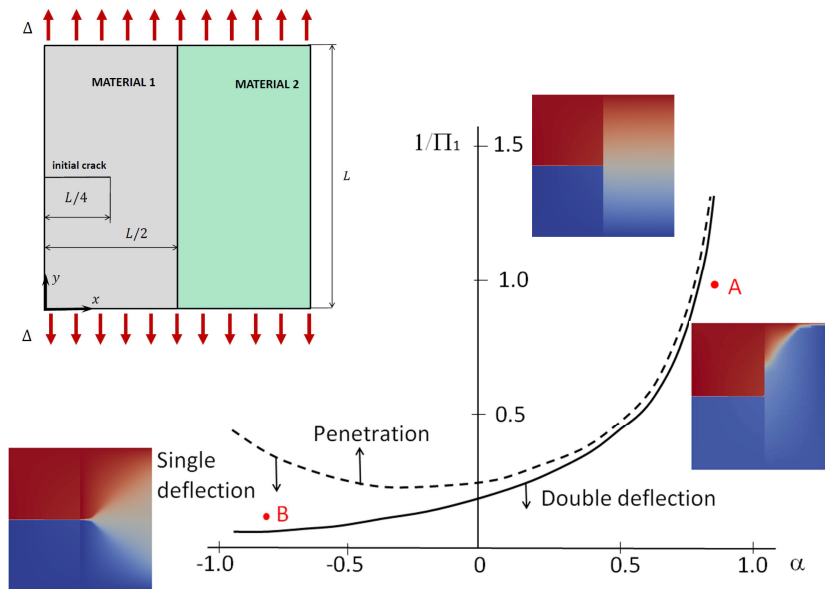 Δ
MATERIAL 1
MATERIAL 2
initial crack
L/4
L/2
L
y
x
Δ
1/Π1
1.5
1.0
A
0.5
Penetration
Single
deflection
B
Double deflection
-1.0
-0.5
0
0.5
1.0
α